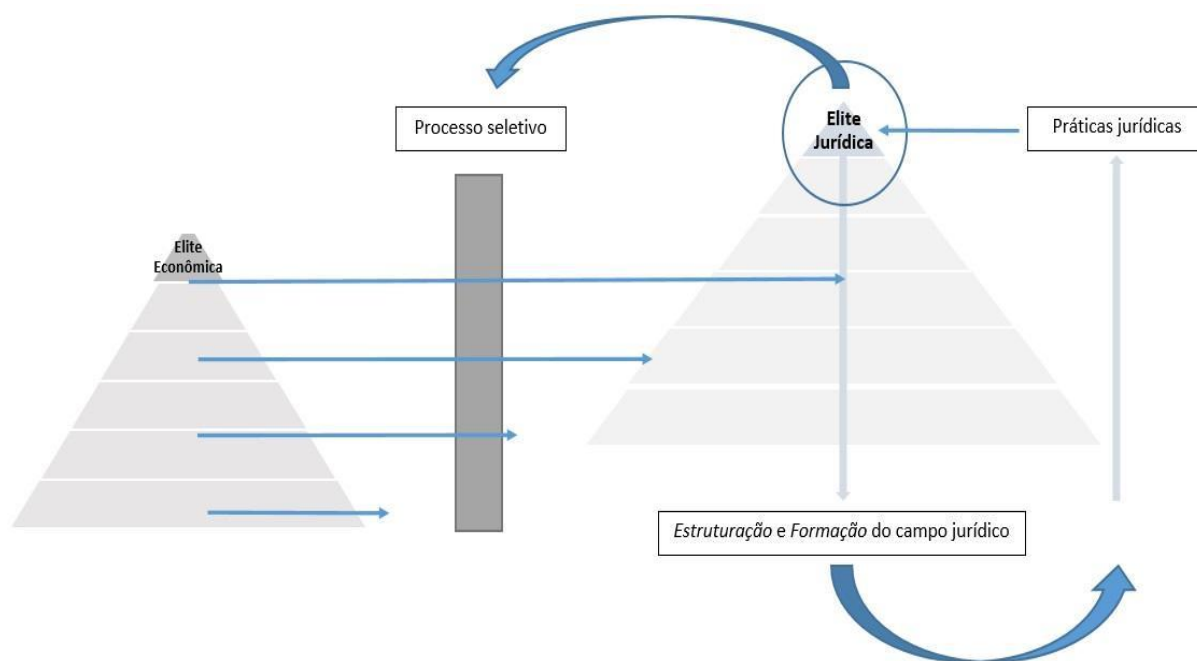 Processo seletivo
Elite
Jurídica
Práticas jurídicas
Elite
Econômica
Estruturação e Formação do campo jurídico